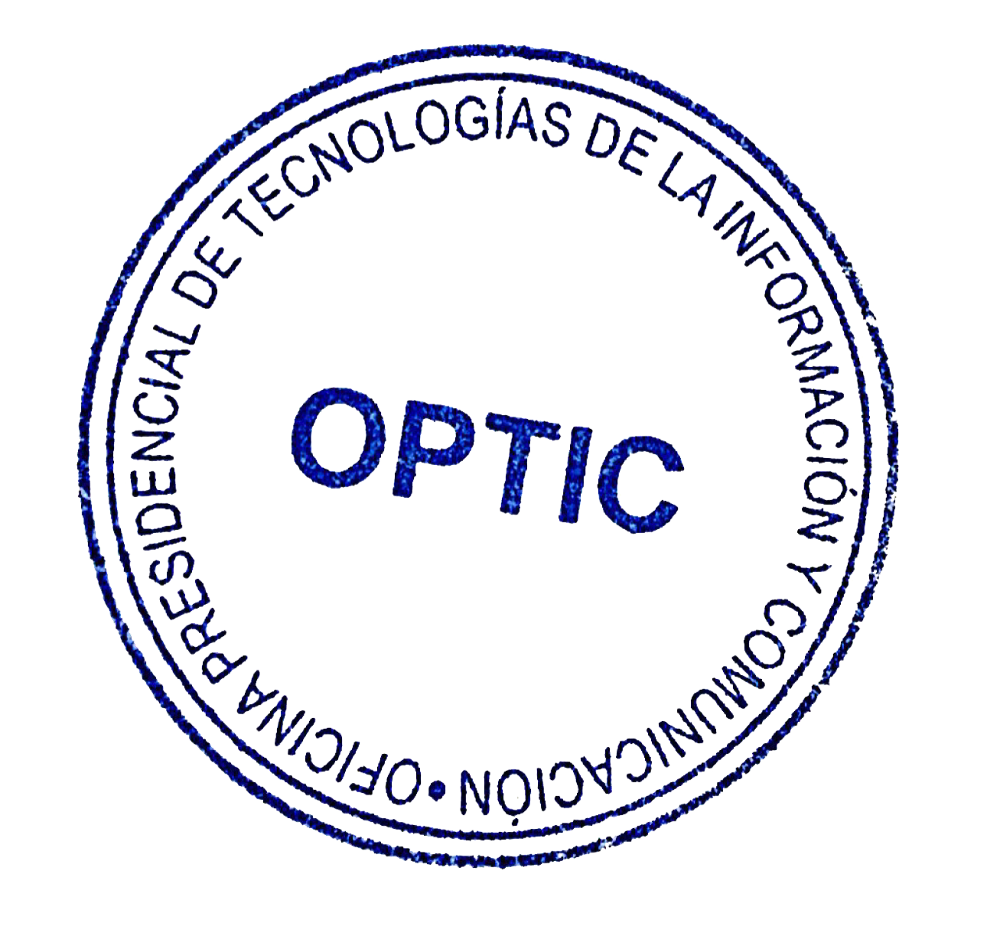 OFICINA PRESIDENCIAL DE TECNOLOGÍAS DE LA INFORMACIÓN Y COMUNICACIÓN •
OPTIC